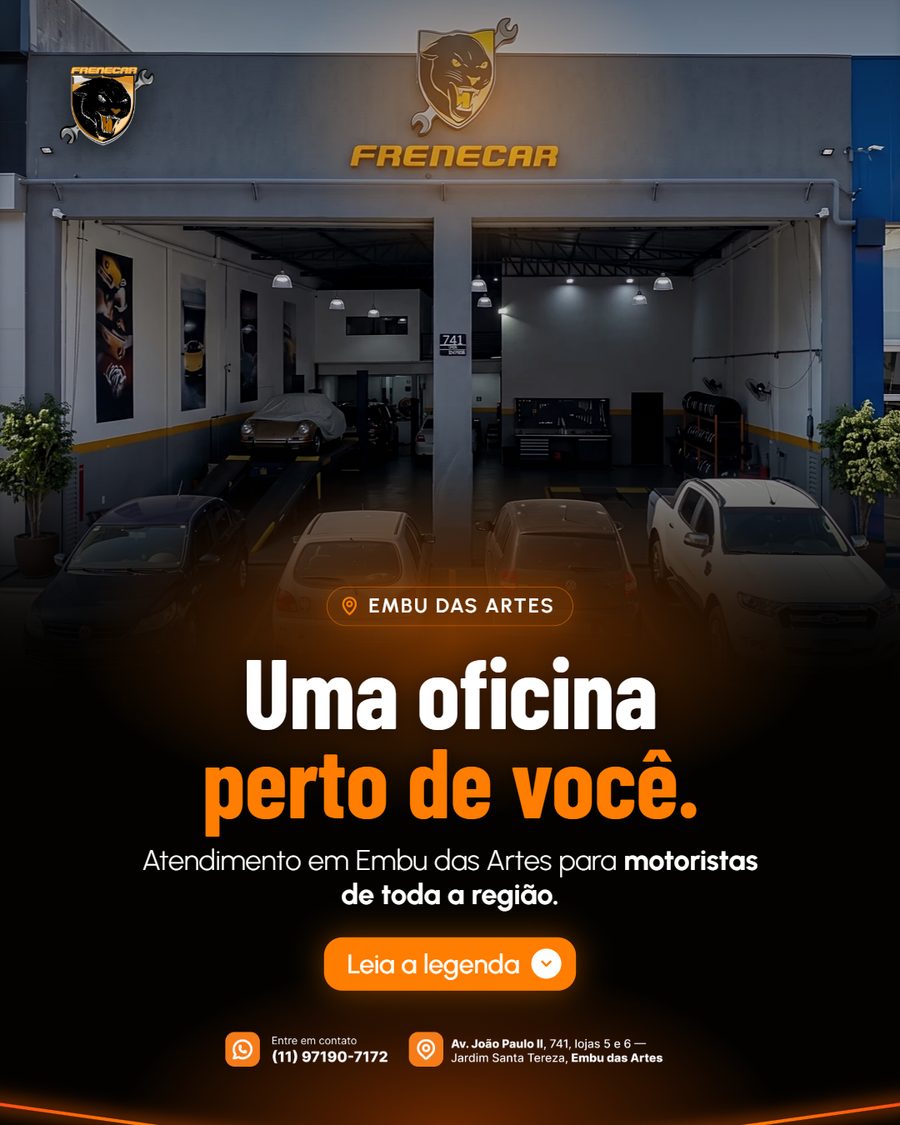 FRENECAR
FRENECAR
741
EMBU DAS ARTES
Uma oficina
perto de você.
Atendimento em Embu das Artes para motoristas
de toda a região.
Leia a legenda
Entre em contato
(11) 97190-7172
Av. João Paulo II, 741, lojas 5 e 6 —
Jardim Santa Tereza, Embu das Artes